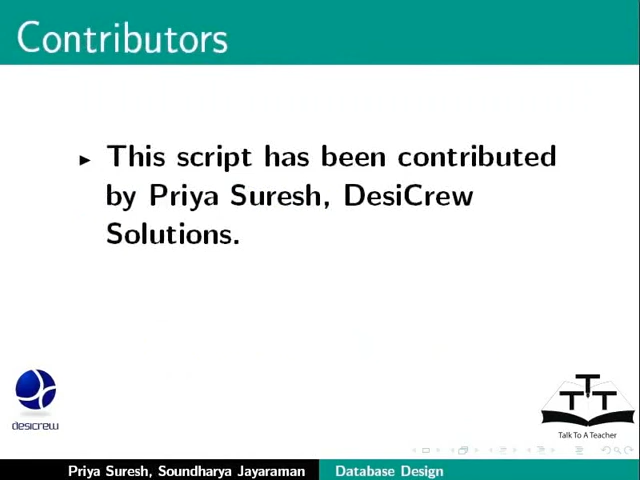 Contributors
This script has been contributed
by Priya Suresh, DesiCrew
Solutions.
desicrew
T T T
Talk To A Teacher
Priya Suresh, Soundharya Jayaraman
Database Design